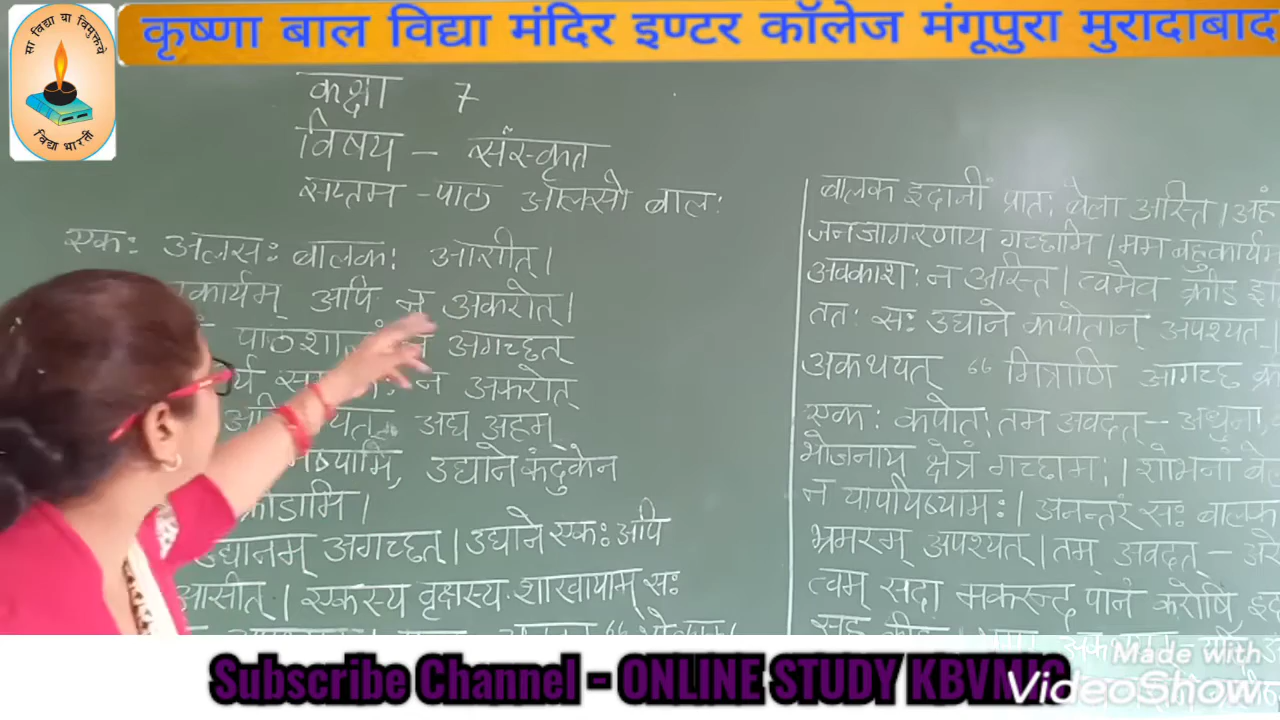 कृष्णा बाल विद्या मंदिर इण्टर कॉलेज मंगूपुरा मुरादाबाद
सा विद्या या विमुक्तये
विद्या भारती
कक्षा 7
विषय - संस्कृत
सप्तम - पाठ आलसो बालः
एकः अलसः बालकः आसीत्।
कार्यम् अपि न अकरोत्।
पाठशालां न अगच्छत्
न अकरोत्
अद्य अहम्
उद्याने कंदुकेन
क्रीडामि।
उद्यानम् अगच्छत्। उद्याने एकः अपि
आसीत्। एकस्य वृक्षस्य शाखायाम् सः
बालक इदानीं प्रातः बेला अस्ति। अहं
जनजागरणाय गच्छामि। मम बहुकार्यम
अवकाशः न अस्ति। त्वमेव क्रीड
ततः सः उद्याने कपोतान् अपश्यत्
अकथयत् “ मित्राणि आगच्छ
एकः कपोतः तम अवदत् - अधुना
भोजनाय क्षेत्रं गच्छामः। शोभनां
न यापयिष्यामः। अनन्तरं सः बालक
भ्रमरम् अपश्यत्। तम् अवदत् - अरे
त्वम् सदा मकरन्द पानं करोषि
Subscribe Channel - ONLINE STUDY KBVMIC
Made with
VideoShow